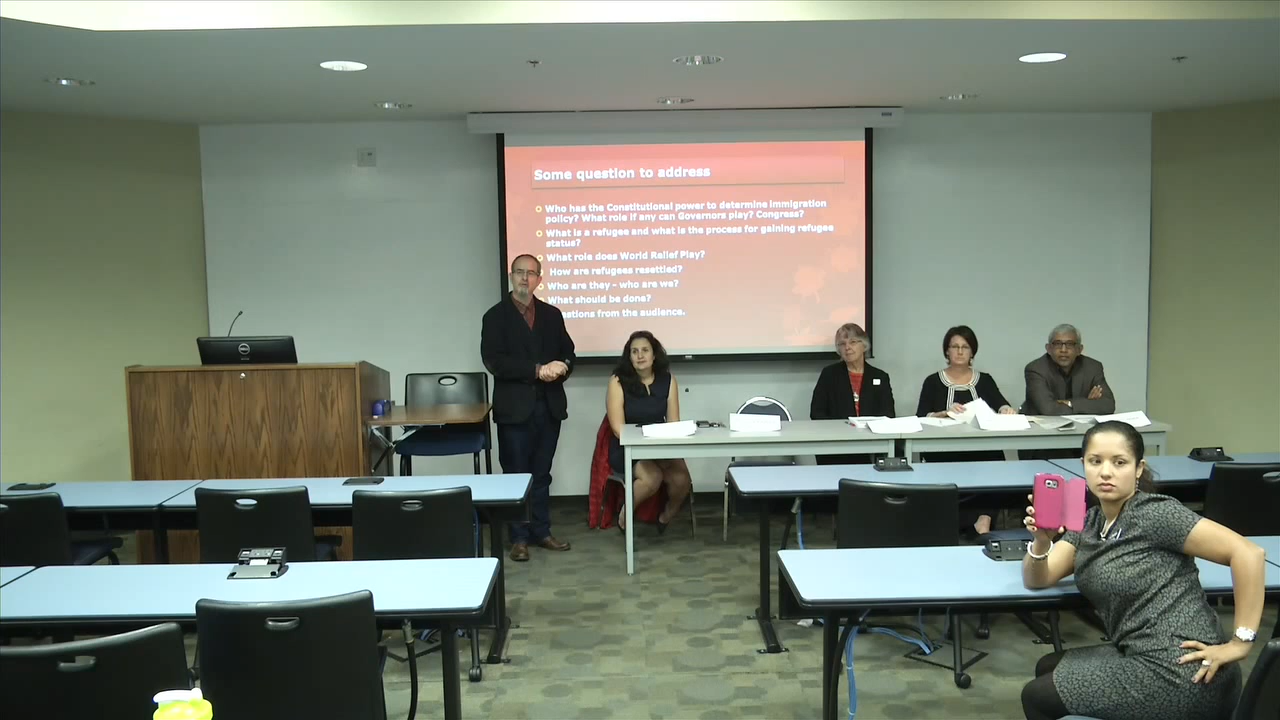 Some question to address
Who has the Constitutional power to determine immigration
policy? What role if any can Governors play? Congress?
What is a refugee and what is the process for gaining refugee
status?
What role does World Relief Play?
How are refugees resettled?
Who are they - who are we?
What should be done?
stions from the audience.
DELL